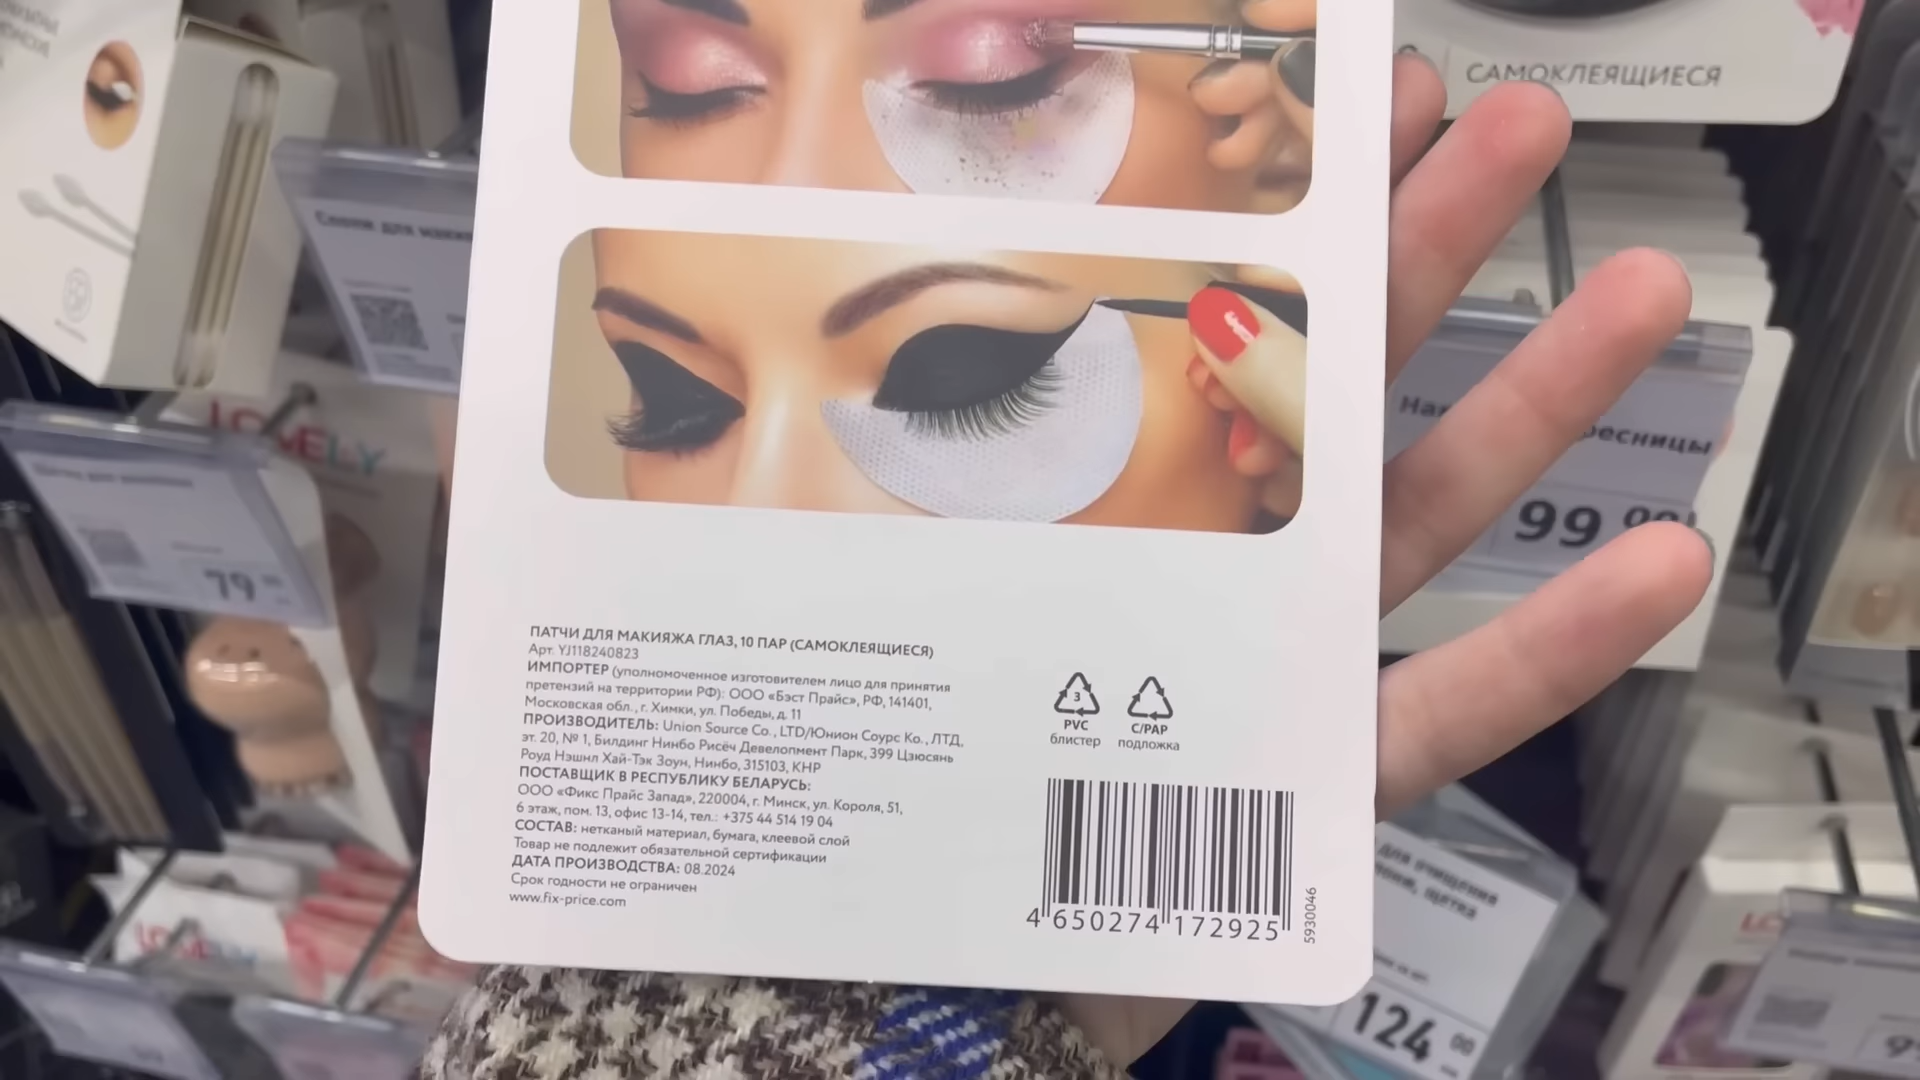 САМОКЛЕЯЩИЕСЯ
LOVELY
79
ресницы
99
ПАТЧИ ДЛЯ МАКИЯЖА ГЛАЗ, 10 ПАР (САМОКЛЕЯЩИЕСЯ)
Арт. YJ118240823
ИМПОРТЕР (уполномоченное изготовителем лицо для принятия
претензий на территории РФ): ООО «Бэст Прайс», РФ, 141401,
Московская обл., г. Химки, ул. Победы, д. 11
ПРОИЗВОДИТЕЛЬ: Union Source Co., LTD/Юнион Соурс Ко., ЛТД,
эт. 20, № 1, Билдинг Нинбо Рисёч Девелопмент Парк, 399 Цзюсянь
Роуд Нэшнл Хай-Тэк Зоун, Нинбо, 315103, КНР
ПОСТАВЩИК В РЕСПУБЛИКУ БЕЛАРУСЬ:
ООО «Фикс Прайс Запад», 220004, г. Минск, ул. Короля, 51,
6 этаж, пом. 13, офис 13-14, тел.: +375 44 514 19 04
СОСТАВ: нетканый материал, бумага, клеевой слой
Товар не подлежит обязательной сертификации
ДАТА ПРОИЗВОДСТВА: 08.2024
Срок годности не ограничен
www.fix-price.com
3
PVC
блистер
C/PAP
подложка
4 650274 172925
5930046
для очищения
щетка
124 00